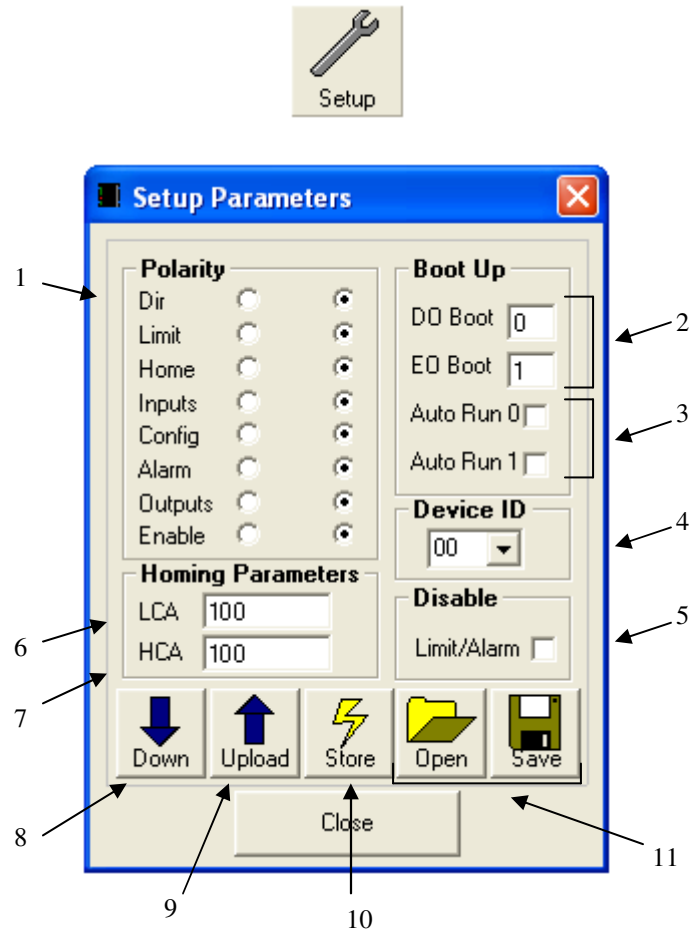 Setup
Setup Parameters
1
Polarity
Dir
Limit
Home
Inputs
Config
Alarm
Outputs
Enable
Boot Up
DO Boot 0
EO Boot 1
2
Auto Run 0
Auto Run 1
3
Device ID
00
4
Homing Parameters
LCA 100
HCA 100
6
7
Disable
Limit/Alarm
5
Down
Upload
Store
Open
Save
Close
8
9
10
11